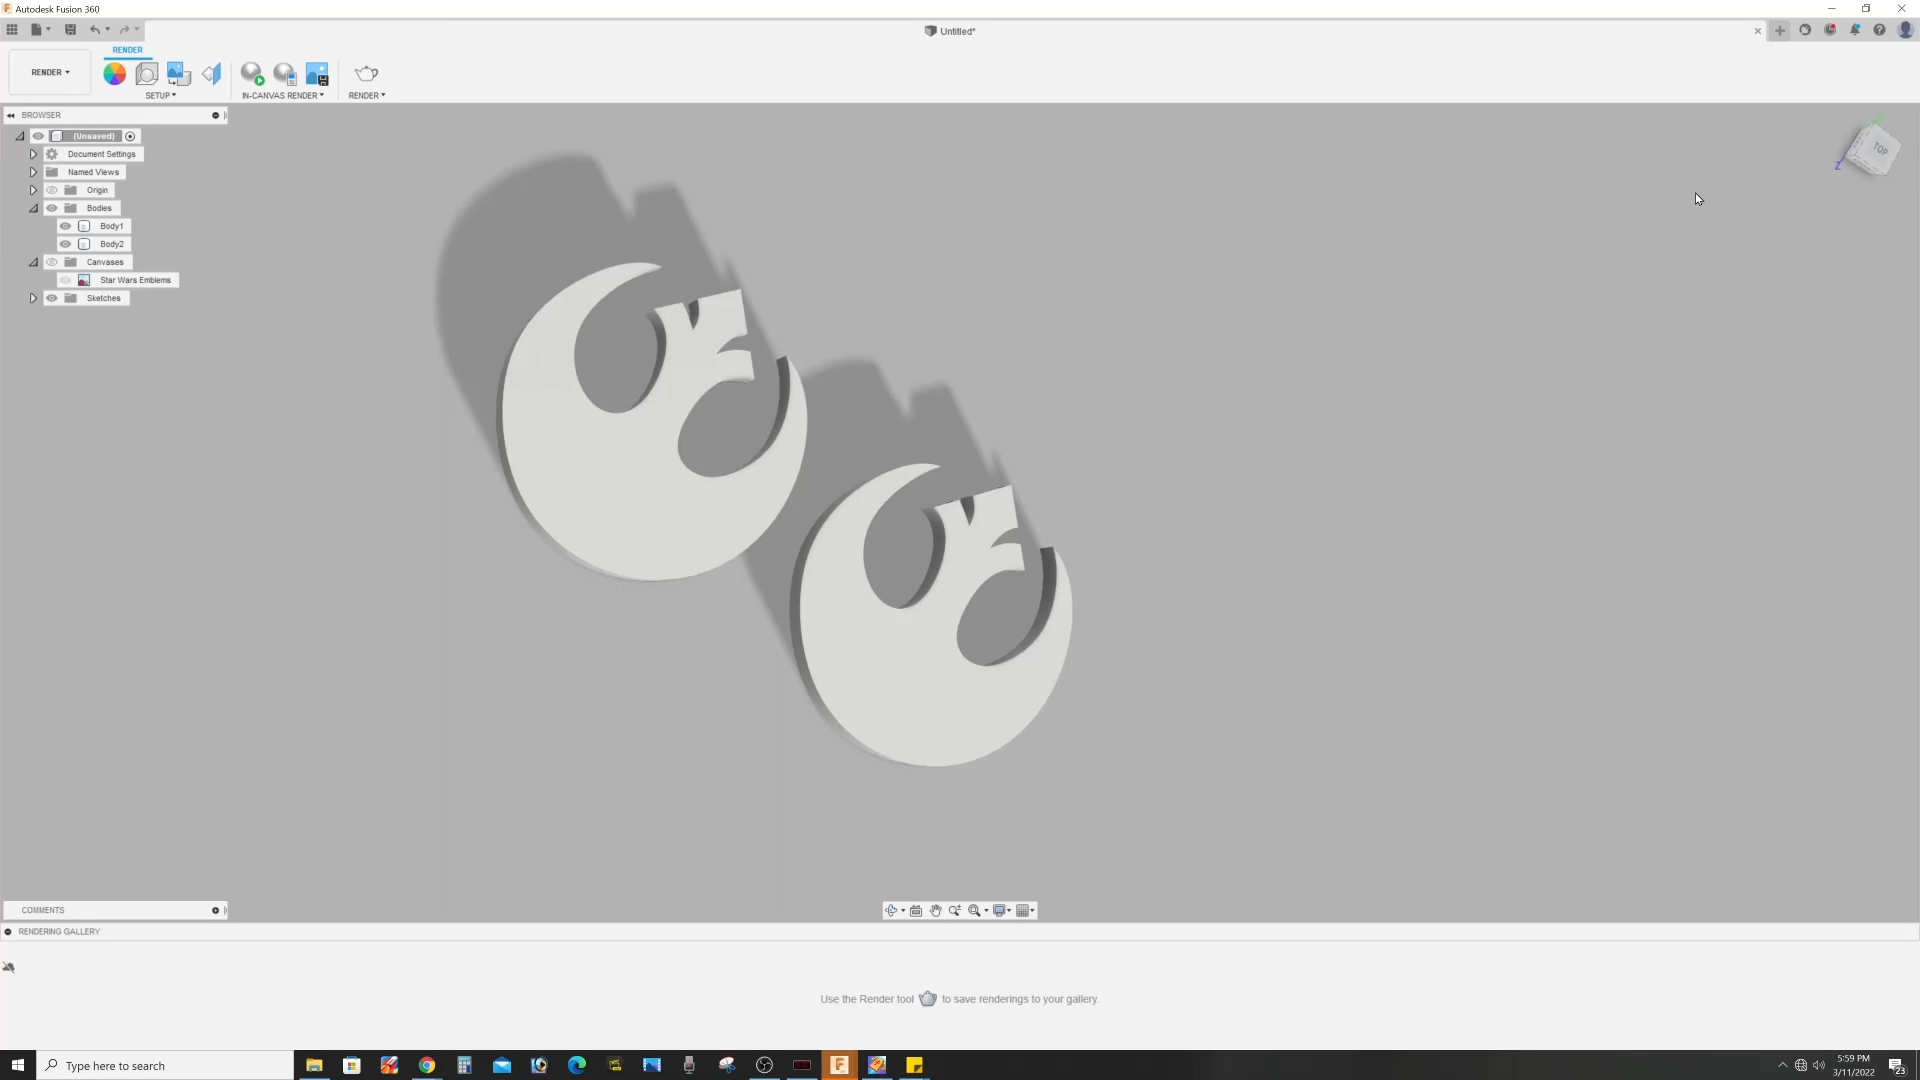 Autodesk Fusion 360
Untitled*
RENDER
RENDER
SETUP
IN-CANVAS RENDER
RENDER
BROWSER
(Unsaved)
Document Settings
Named Views
Origin
Bodies
Body1
Body2
Canvases
Star Wars Emblems
Sketches
TOP
Z
COMMENTS
RENDERING GALLERY
Use the Render tool to save renderings to your gallery.
Type here to search
5:59 PM
3/11/2022
23